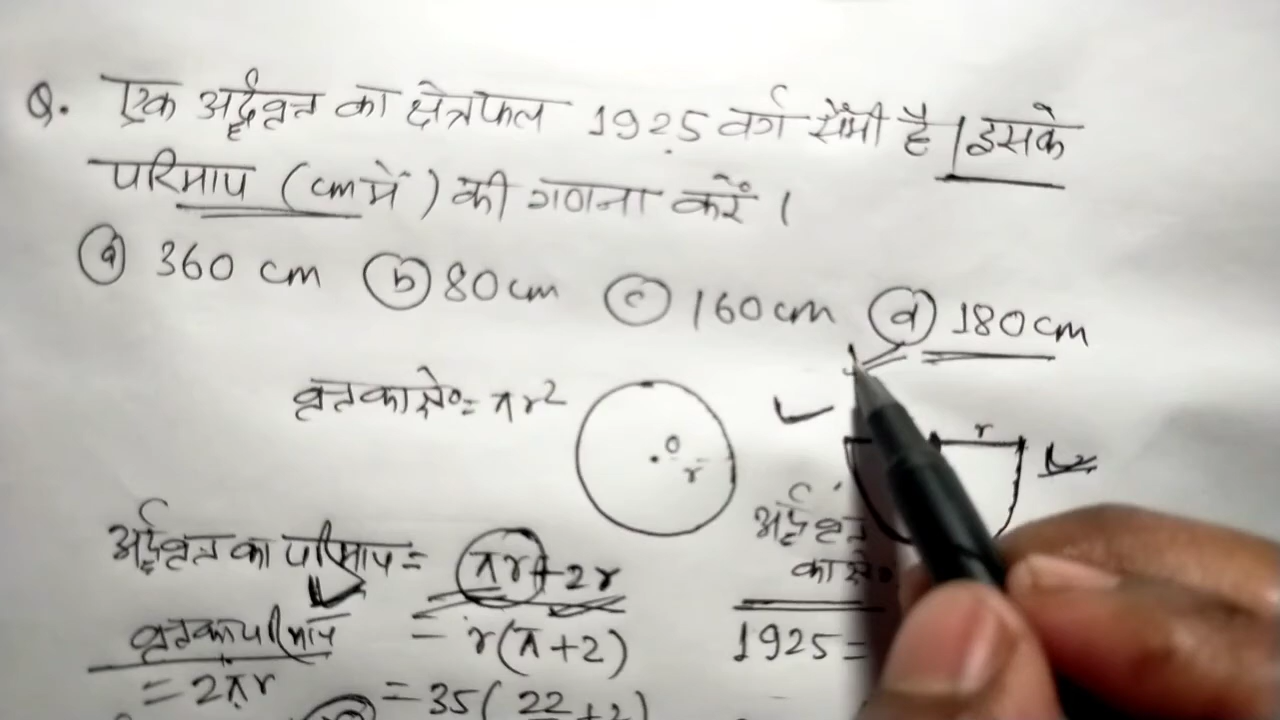 Q. एक अर्द्धवृत्त का क्षेत्रफल 1925 वर्ग सेंमी है। इसके
परिमाप (cm में) की गणना करें।
(a) 360 cm (b) 80 cm (c) 160 cm (d) 180 cm
वृत्त का क्षे० = πr²
O
r
r
अर्द्धवृत्त का परिमाप = πr + 2r
वृत्त का परिमाप = r(π+2)
= 2πr = 35(22
अर्द्धवृत्त
का क्षे०
1925 =